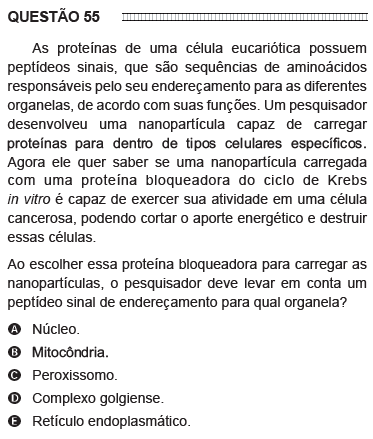 QUESTÃO 55
As proteínas de uma célula eucariótica possuem
peptídeos sinais, que são sequências de aminoácidos
responsáveis pelo seu endereçamento para as diferentes
organelas, de acordo com suas funções. Um pesquisador
desenvolveu uma nanopartícula capaz de carregar
proteínas para dentro de tipos celulares específicos.
Agora ele quer saber se uma nanopartícula carregada
com uma proteína bloqueadora do ciclo de Krebs
in vitro é capaz de exercer sua atividade em uma célula
cancerosa, podendo cortar o aporte energético e destruir
essas células.
Ao escolher essa proteína bloqueadora para carregar as
nanopartículas, o pesquisador deve levar em conta um
peptídeo sinal de endereçamento para qual organela?
A Núcleo.
B Mitocôndria.
C Peroxissomo.
D Complexo golgiense.
E Retículo endoplasmático.